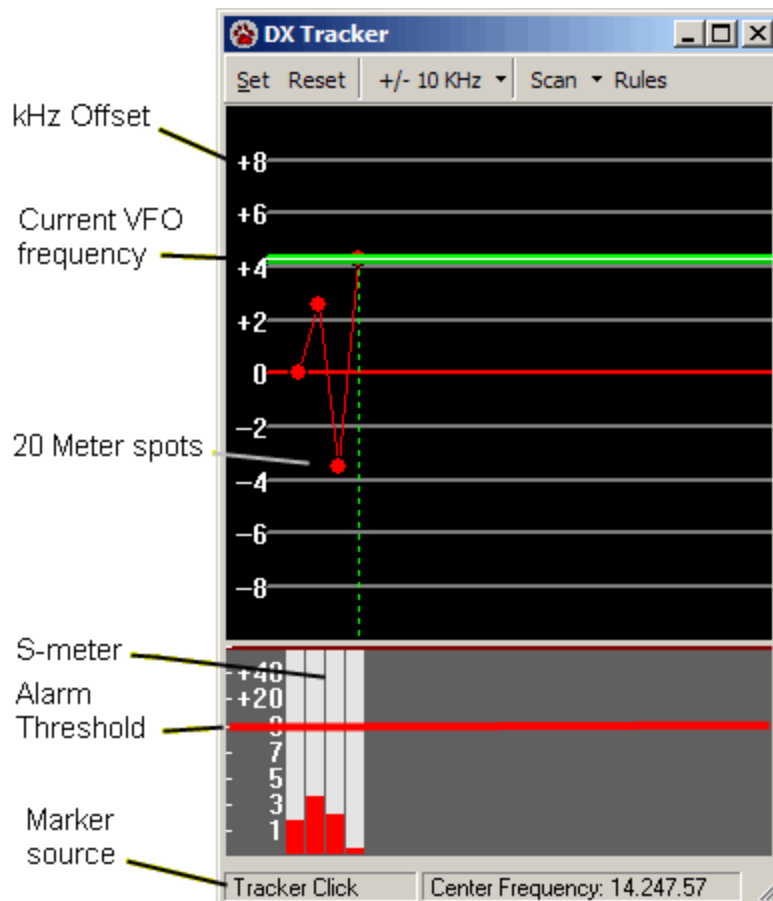 DX Tracker
Set Reset +/- 10 KHz Scan Rules
kHz Offset
+8
+6
Current VFO
frequency
+4
+2
0
−2
20 Meter spots
−4
−6
−8
S-meter
+40
+20
Alarm
Threshold
9
7
5
3
1
Marker
source
Tracker Click
Center Frequency: 14.247.57